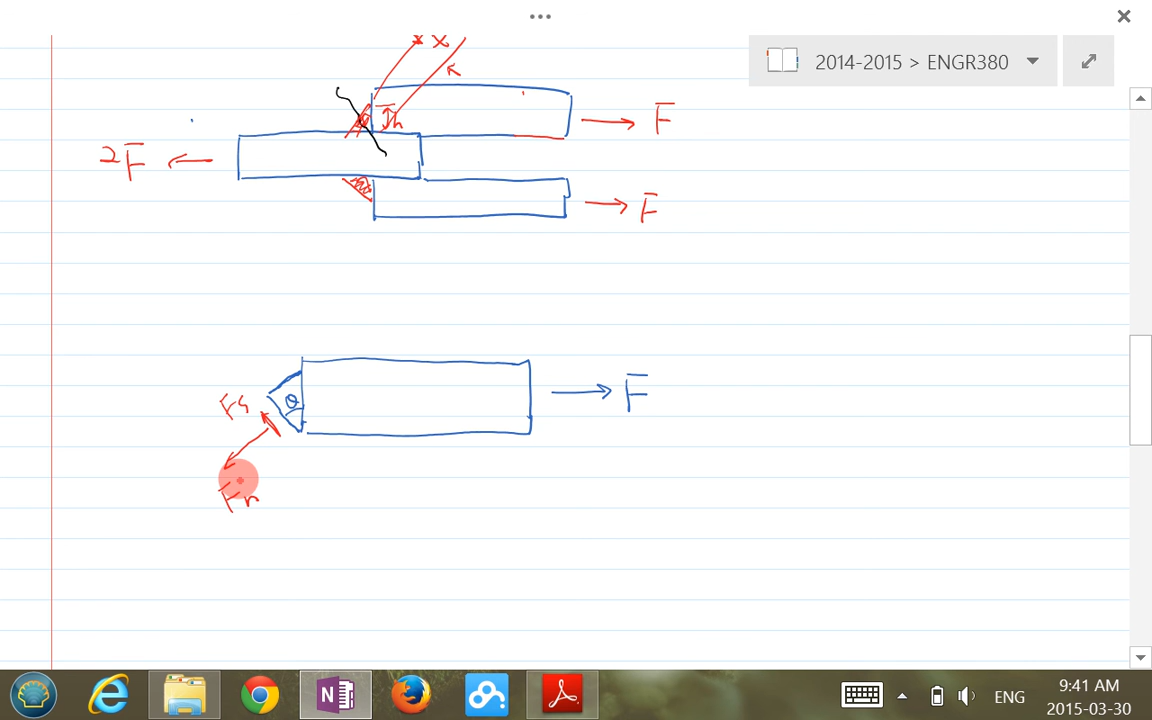 2014-2015 > ENGR380
x x
h
F
2F
F
θ
Fs
F
Fn
ENG
9:41 AM
2015-03-30